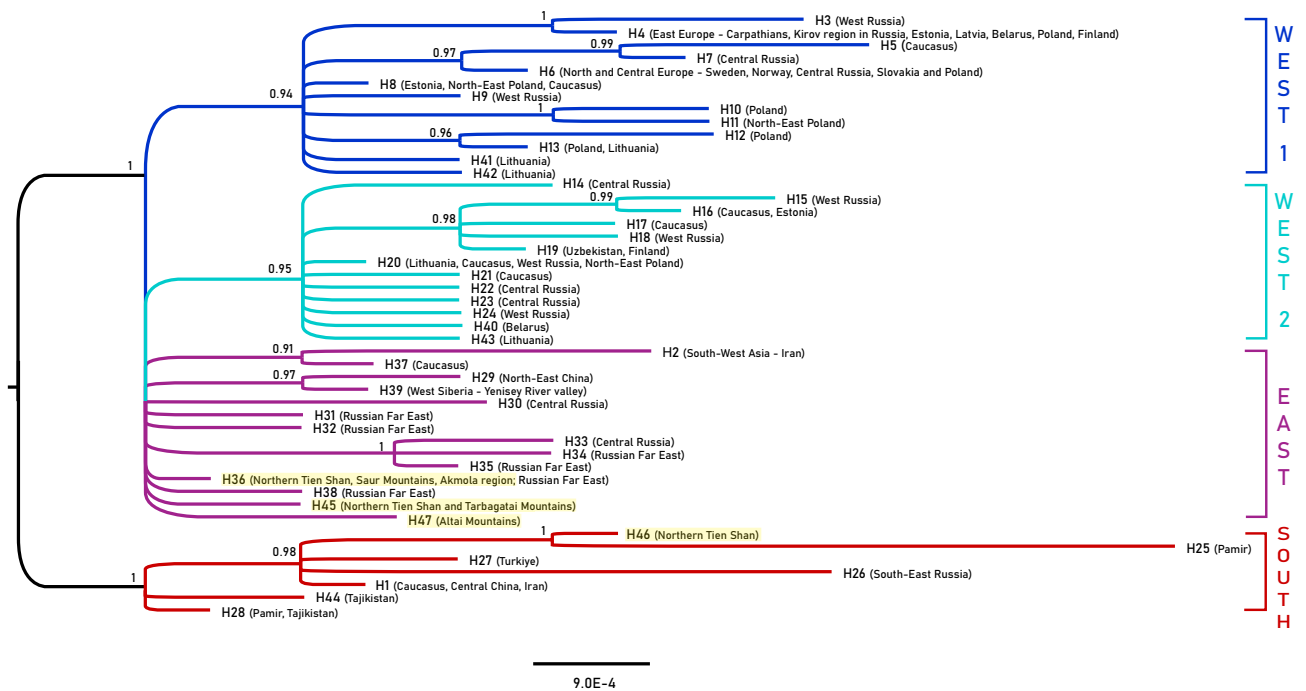 1
H3 (West Russia)
H4 (East Europe - Carpathians, Kirov region in Russia, Estonia, Latvia, Belarus, Poland, Finland)
0.99
H5 (Caucasus)
0.97
H7 (Central Russia)
H6 (North and Central Europe - Sweden, Norway, Central Russia, Slovakia and Poland)
H8 (Estonia, North-East Poland, Caucasus)
0.94
H9 (West Russia)
1
H10 (Poland)
H11 (North-East Poland)
0.96
H12 (Poland)
H13 (Poland, Lithuania)
H41 (Lithuania)
H42 (Lithuania)
WEST 1
1
H14 (Central Russia)
0.99
H15 (West Russia)
H16 (Caucasus, Estonia)
0.98
H17 (Caucasus)
H18 (West Russia)
H19 (Uzbekistan, Finland)
H20 (Lithuania, Caucasus, West Russia, North-East Poland)
0.95
H21 (Caucasus)
H22 (Central Russia)
H23 (Central Russia)
H24 (West Russia)
H40 (Belarus)
H43 (Lithuania)
WEST 2
0.91
H2 (South-West Asia - Iran)
H37 (Caucasus)
0.97
H29 (North-East China)
H39 (West Siberia - Yenisey River valley)
H30 (Central Russia)
H31 (Russian Far East)
H32 (Russian Far East)
1
H33 (Central Russia)
H34 (Russian Far East)
H35 (Russian Far East)
H36 (Northern Tien Shan, Saur Mountains, Akmola region; Russian Far East)
H38 (Russian Far East)
H45 (Northern Tien Shan and Tarbagatai Mountains)
H47 (Altai Mountains)
EAST
1
H46 (Northern Tien Shan)
H25 (Pamir)
0.98
H27 (Turkiye)
H26 (South-East Russia)
1
H1 (Caucasus, Central China, Iran)
H44 (Tajikistan)
H28 (Pamir, Tajikistan)
SOUTH
9.0E-4